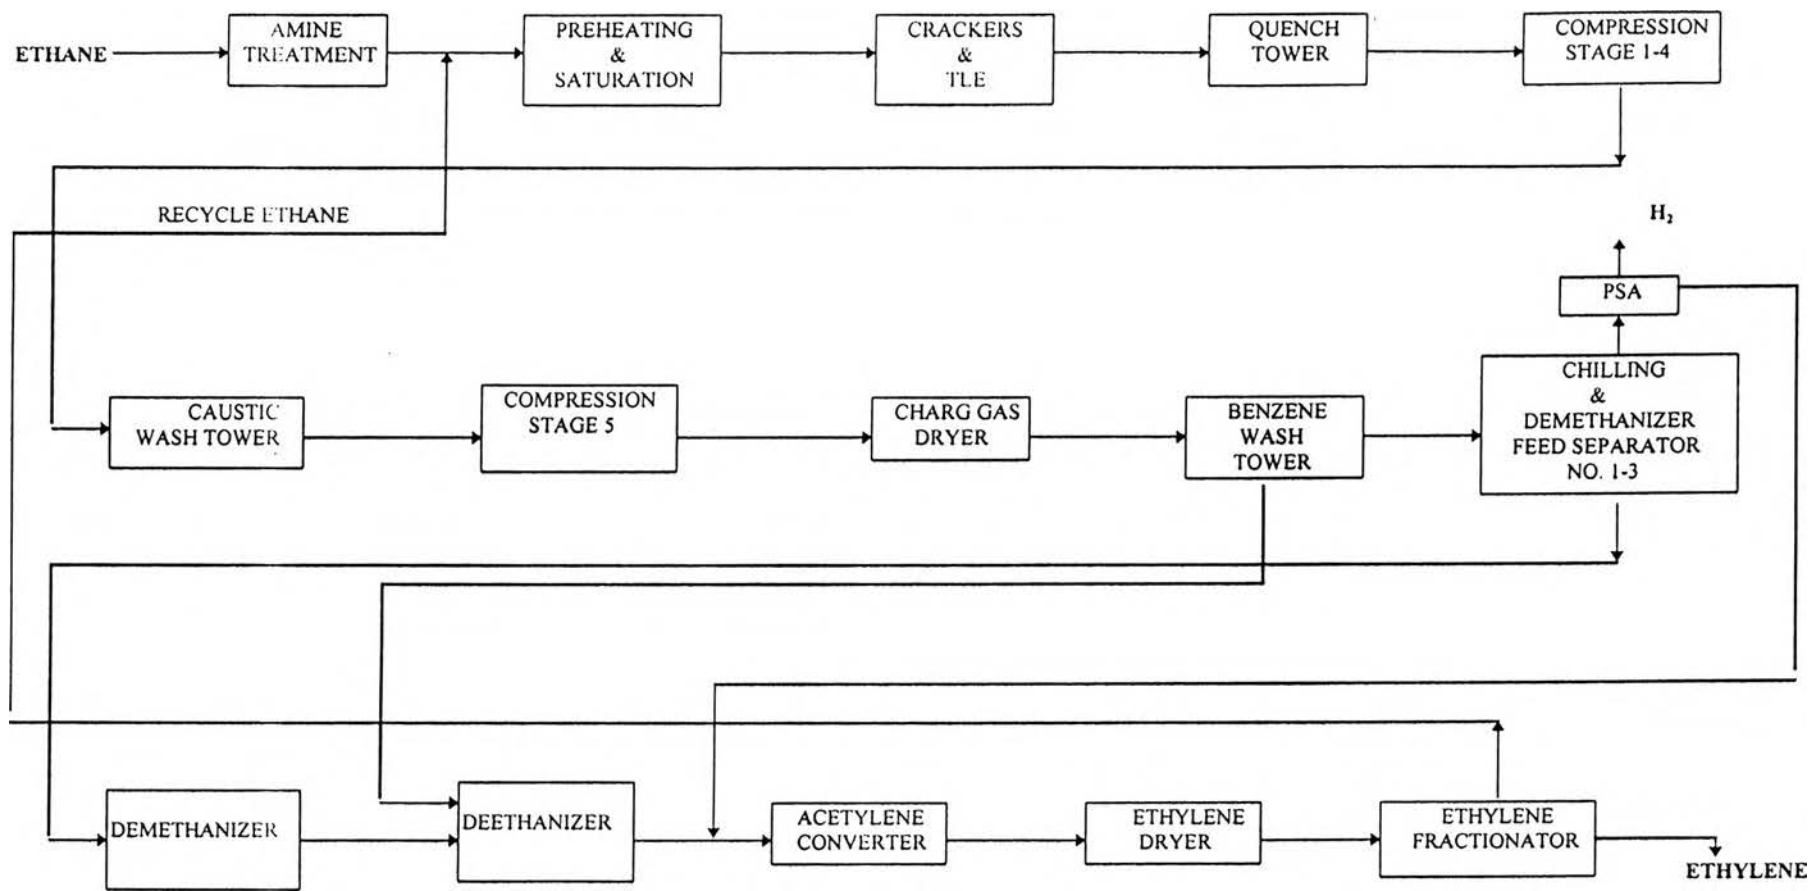 ETHANE
AMINE
TREATMENT
PREHEATING
&
SATURATION
CRACKERS
&
TLE
QUENCH
TOWER
COMPRESSION
STAGE 1-4
RECYCLE ETHANE
H₂
PSA
CAUSTIC
WASH TOWER
COMPRESSION
STAGE 5
CHARG GAS
DRYER
BENZENE
WASH
TOWER
CHILLING
&
DEMETHANIZER
FEED SEPARATOR
NO. 1-3
DEMETHANIZER
DEETHANIZER
ACETYLENE
CONVERTER
ETHYLENE
DRYER
ETHYLENE
FRACTIONATOR
ETHYLENE